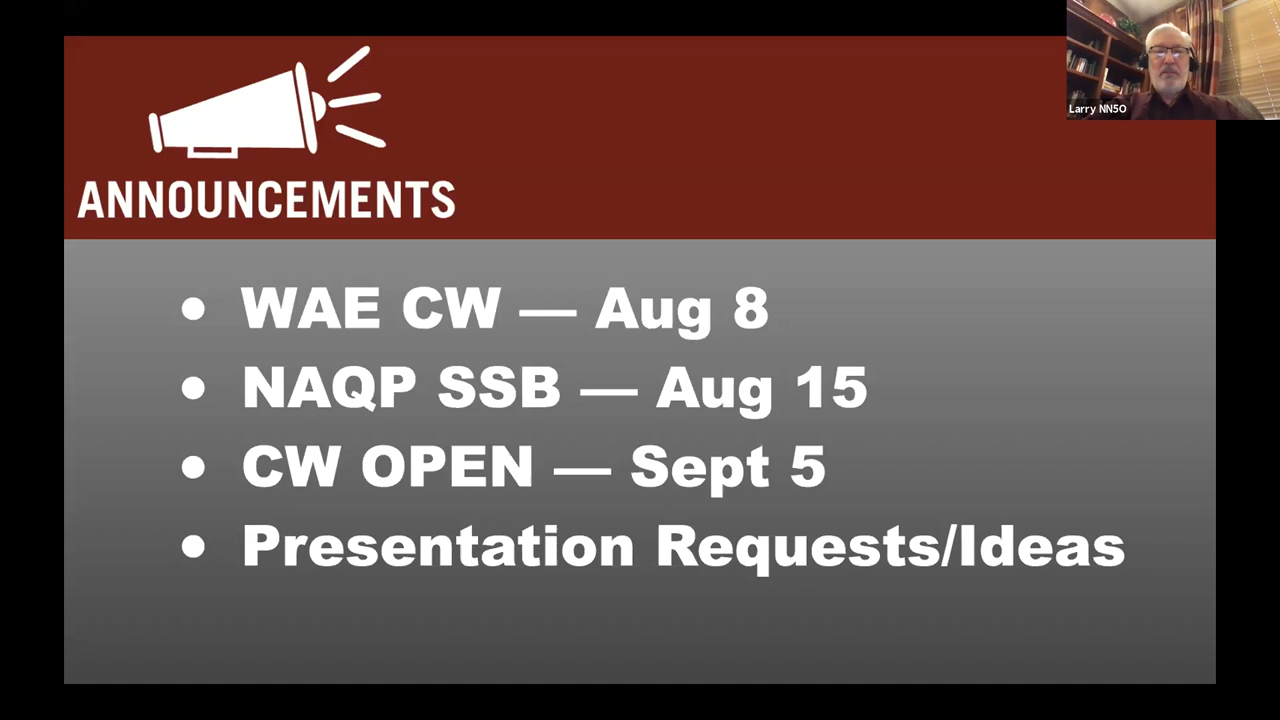 Larry NN5O
ANNOUNCEMENTS
• WAE CW — Aug 8
• NAQP SSB — Aug 15
• CW OPEN — Sept 5
• Presentation Requests/Ideas